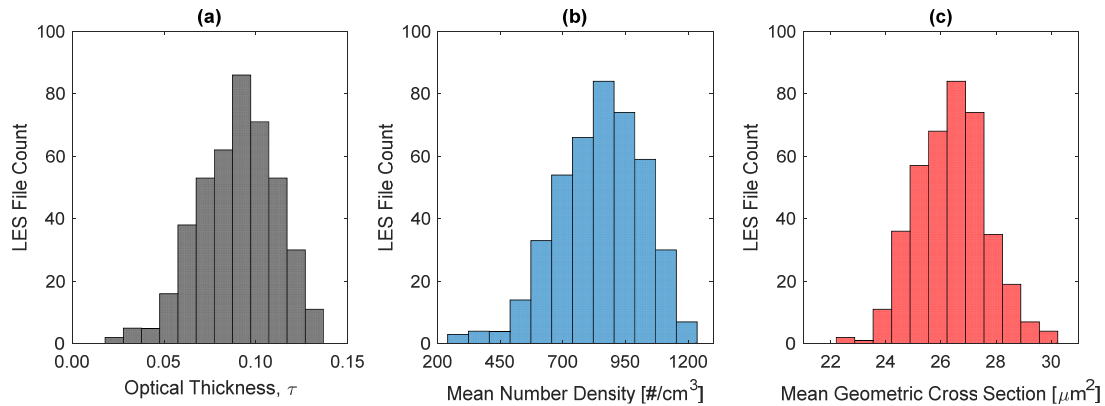 (a)
100
80
60
40
20
0
LES File Count
0.00 0.05 0.10 0.15
Optical Thickness, τ
(b)
100
80
60
40
20
0
LES File Count
200 450 700 950 1200
Mean Number Density [#/cm³]
(c)
100
80
60
40
20
0
LES File Count
22 24 26 28 30
Mean Geometric Cross Section [μm²]